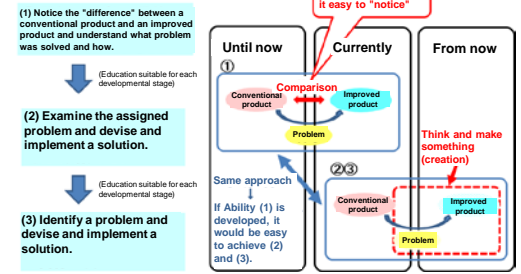 (1) Notice the "difference" between a
conventional product and an improved
product and understand what problem
was solved and how.
(Education suitable for each
developmental stage)
(2) Examine the assigned
problem and devise and
implement a solution.
(Education suitable for each
developmental stage)
(3) Identify a problem and
devise and implement a
solution.
it easy to "notice"
Until now
Currently
From now
①
Comparison
Conventional
product
Improved
product
Problem
Same approach
↓
If Ability (1) is
developed, it
would be easy
to achieve (2)
and (3).
Think and make
something
(creation)
②③
Conventional
product
Improved
product
Problem